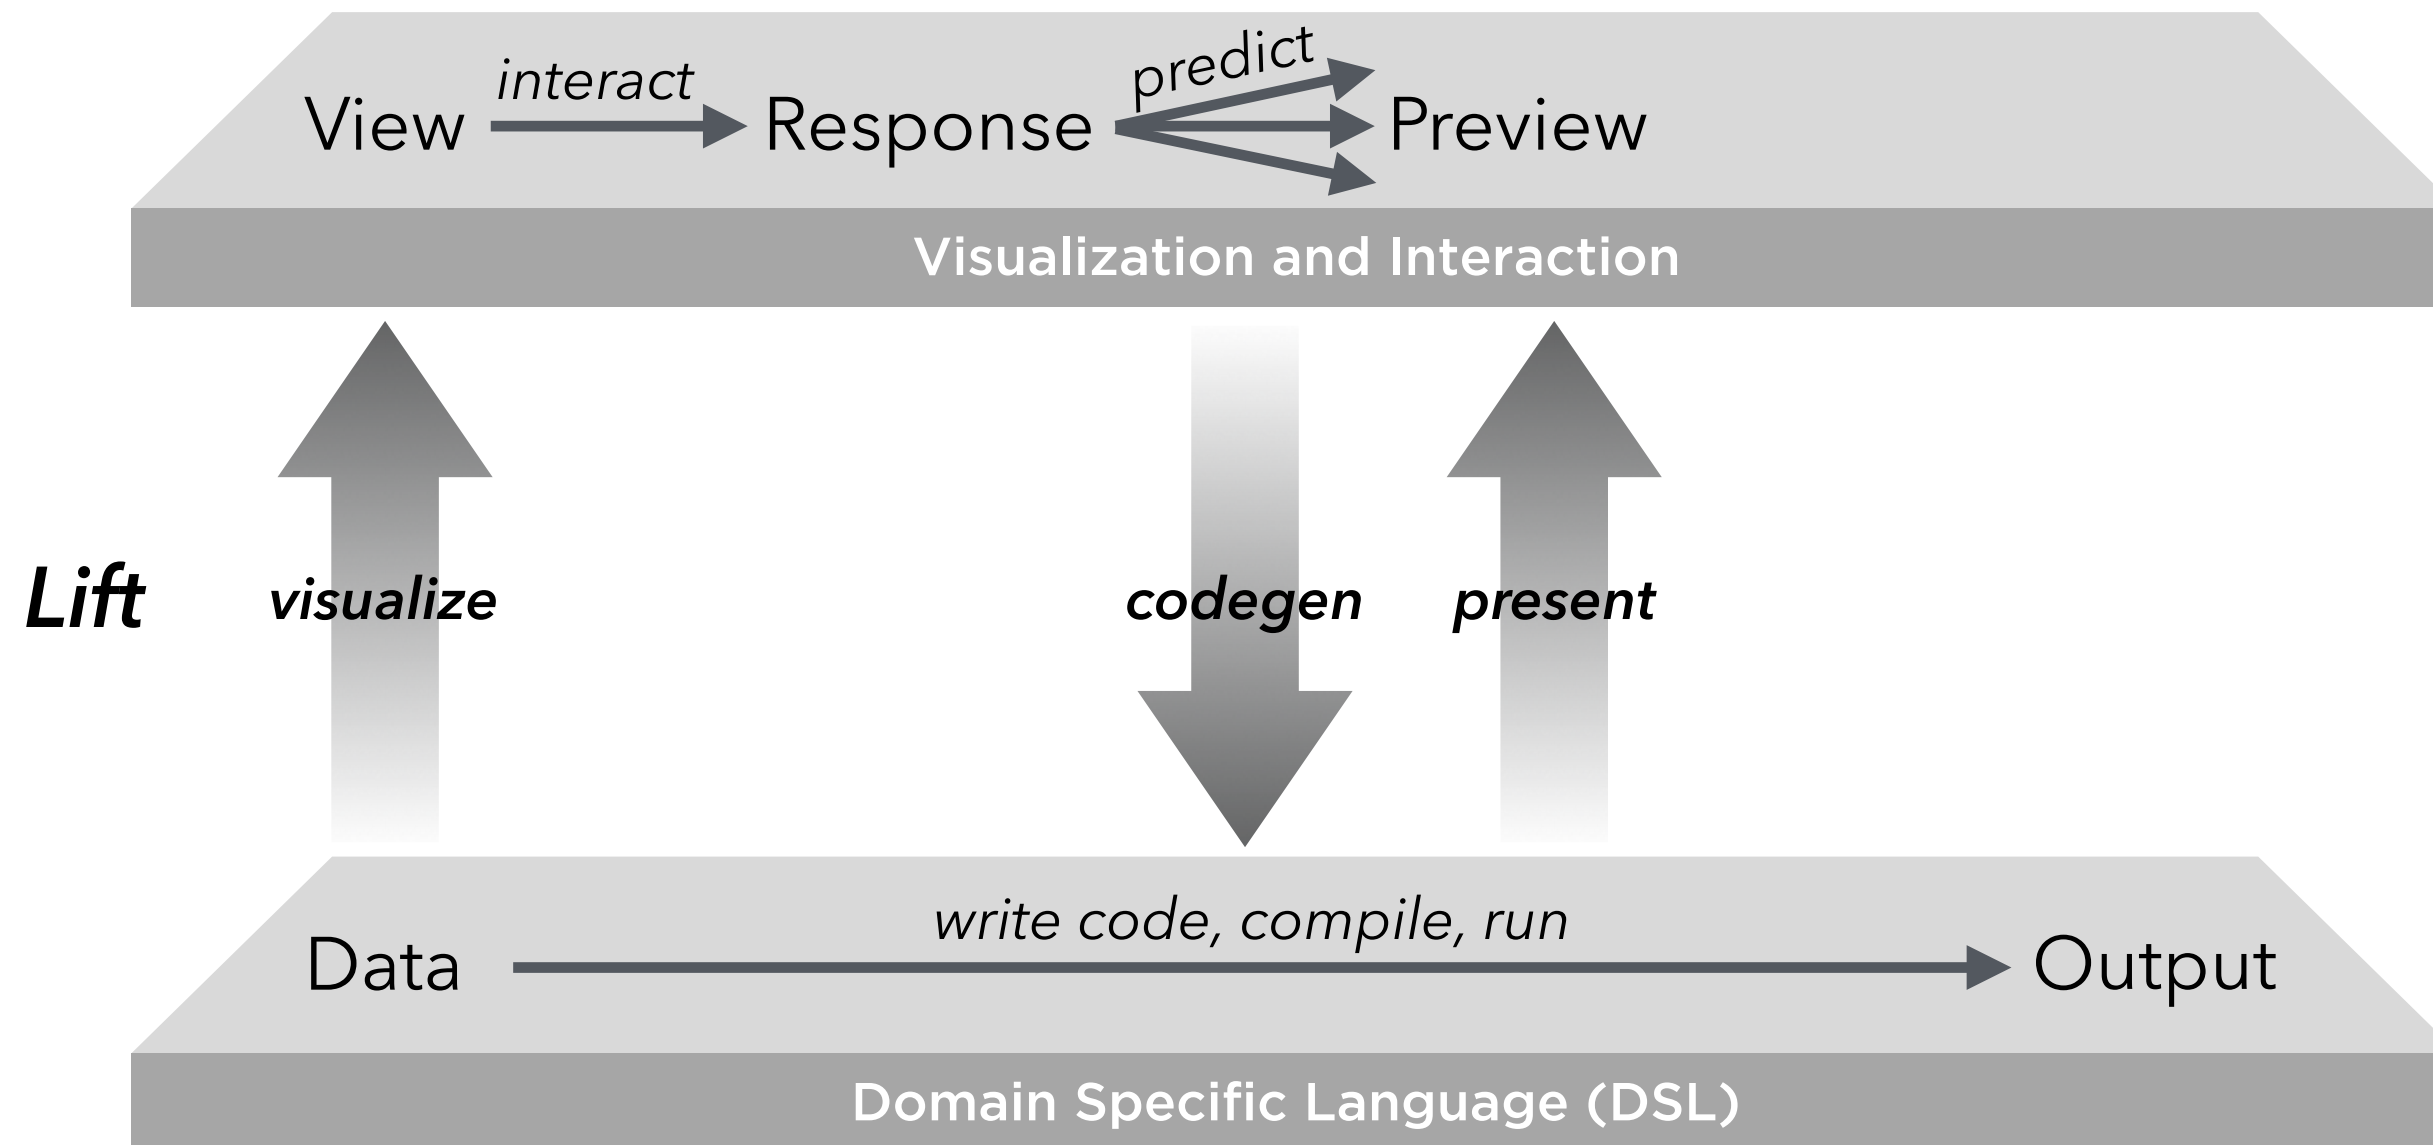 interact
predict
View
Response
Preview
Visualization and Interaction
Lift
visualize
codegen
present
write code, compile, run
Data
Output
Domain Specific Language (DSL)